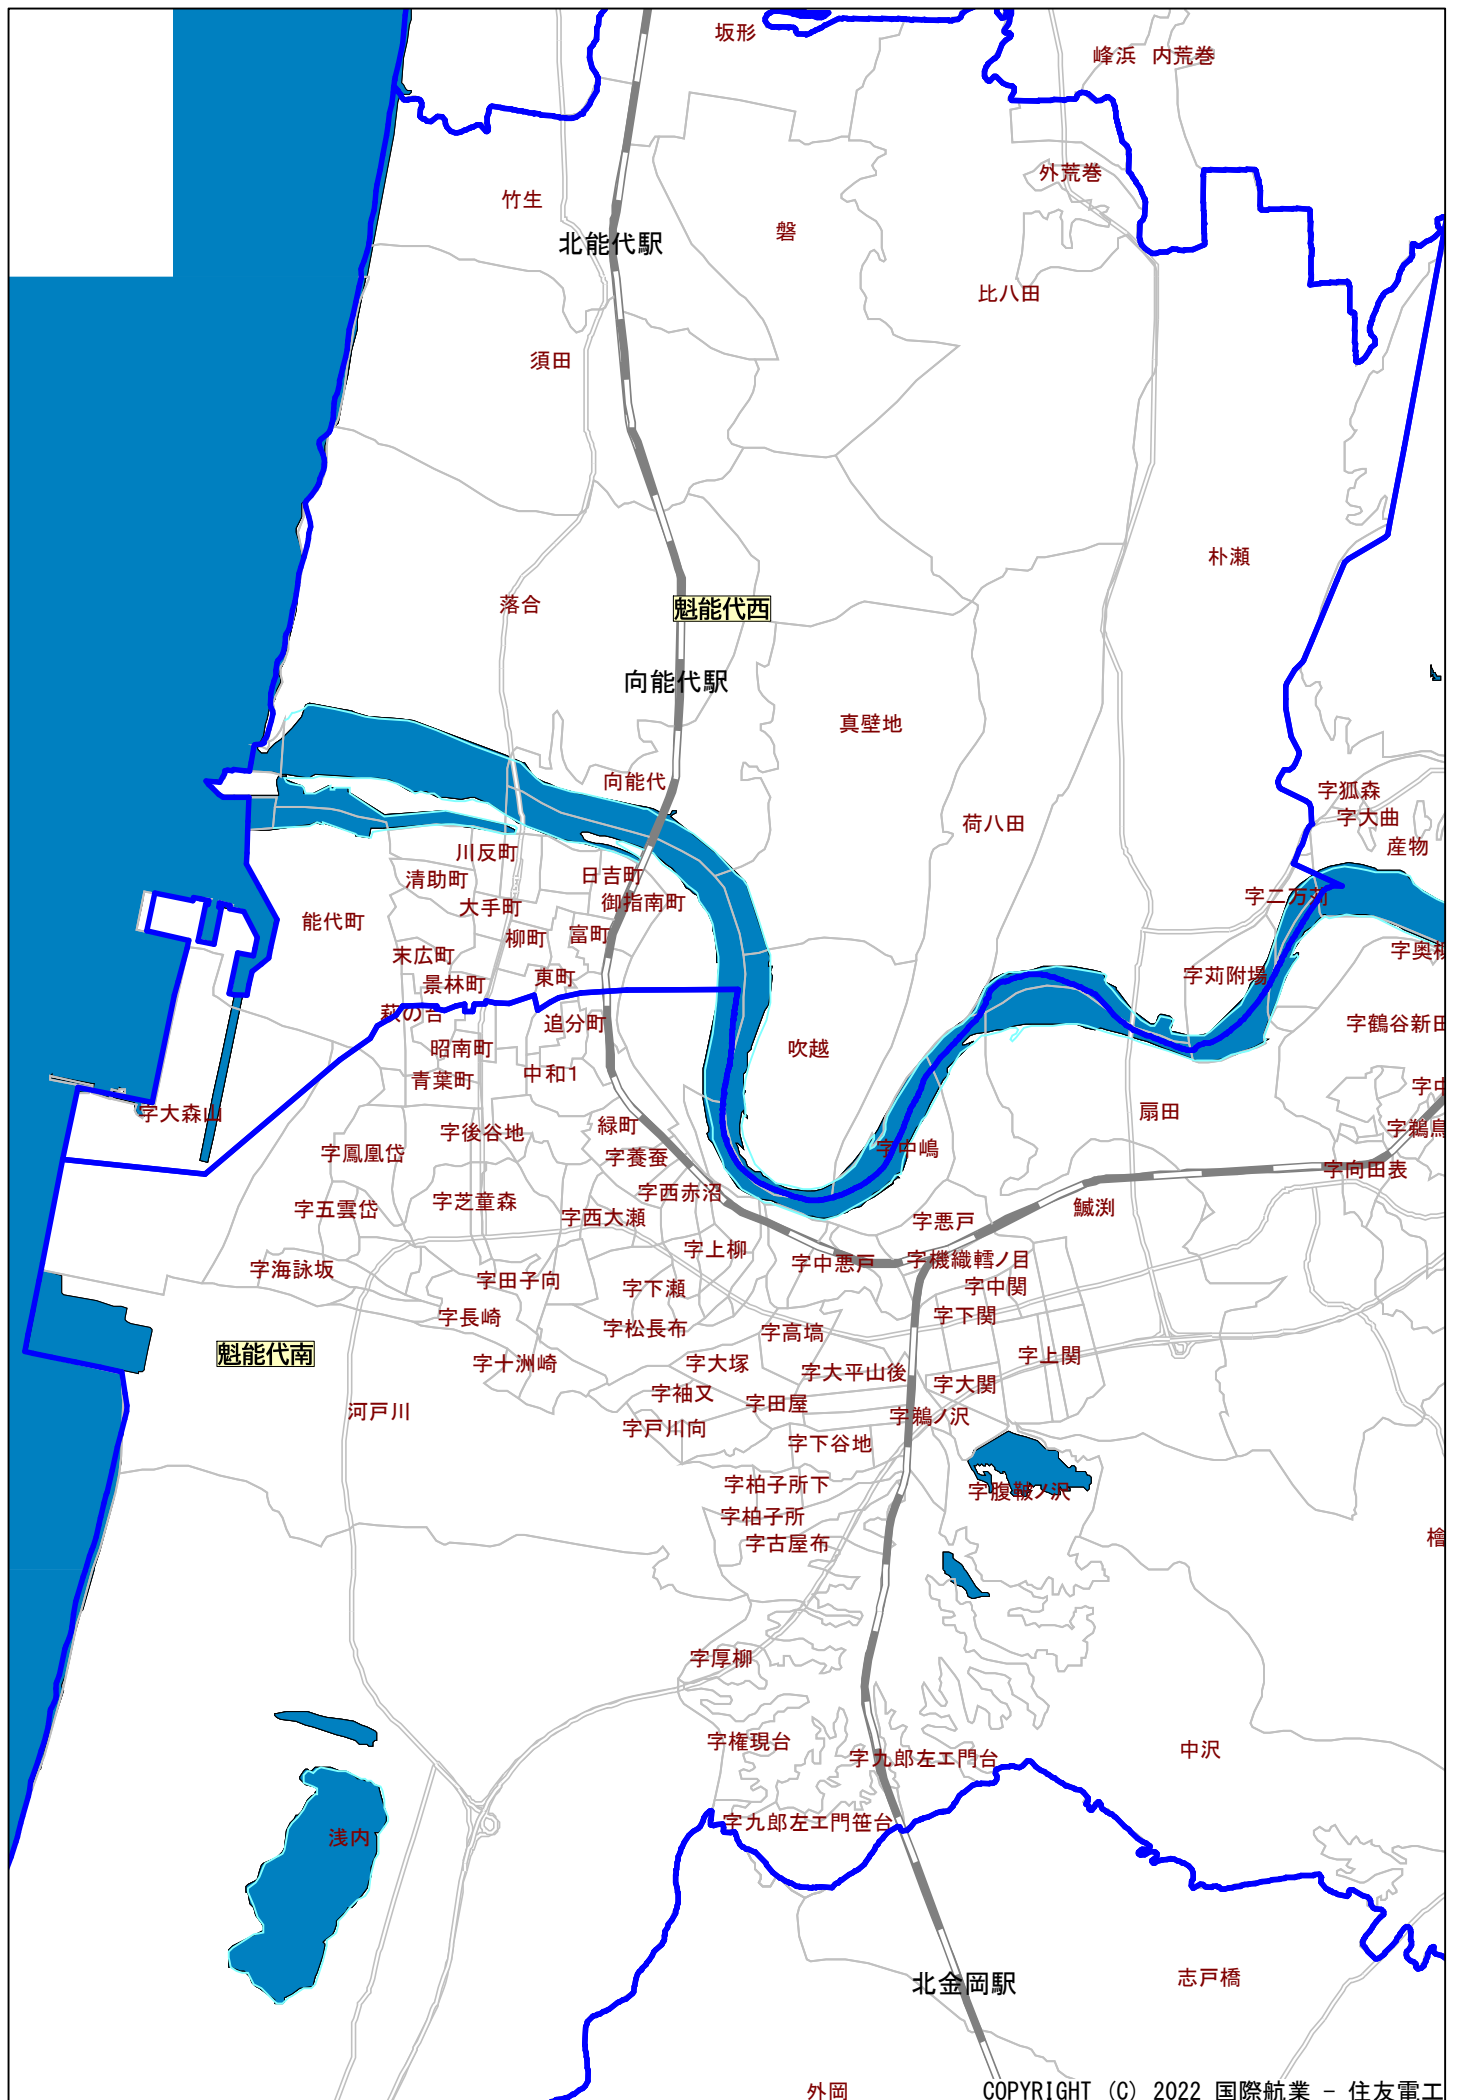 坂形
峰浜 内荒巻
外荒巻
竹生
磐
北能代駅
比八田
須田
朴瀬
落合
魁能代西
向能代駅
真壁地
向能代
字狐森
字大曲
荷八田
産物
川反町
清助町
日吉町
御指南町
大手町
字二万苅
能代町
柳町
富町
末広町
東町
景林町
字苅附場
萩の台
追分町
字鶴谷新田
昭南町
吹越
青葉町
中和1
字大森山
扇田
緑町
字後谷地
字中嶋
字鳳凰岱
字養蚕
字向田表
字西赤沼
字芝童森
字五雲岱
鰄渕
字西大瀬
字悪戸
字上柳
字海詠坂
字中悪戸
字機織轌ノ目
字田子向
字下瀬
字中関
字長崎
字下関
字松長布
字高塙
魁能代南
字上関
字十洲崎
字大塚
字大平山後
字大関
字袖又
字田屋
河戸川
字鵜ノ沢
字戸川向
字下谷地
字柏子所下
字腹鞁ノ沢
字柏子所
檜
字古屋布
字厚柳
字権現台
中沢
字九郎左エ門台
字九郎左エ門笹台
浅内
北金岡駅
志戸橋
外岡
COPYRIGHT (C) 2022 国際航業 - 住友電工